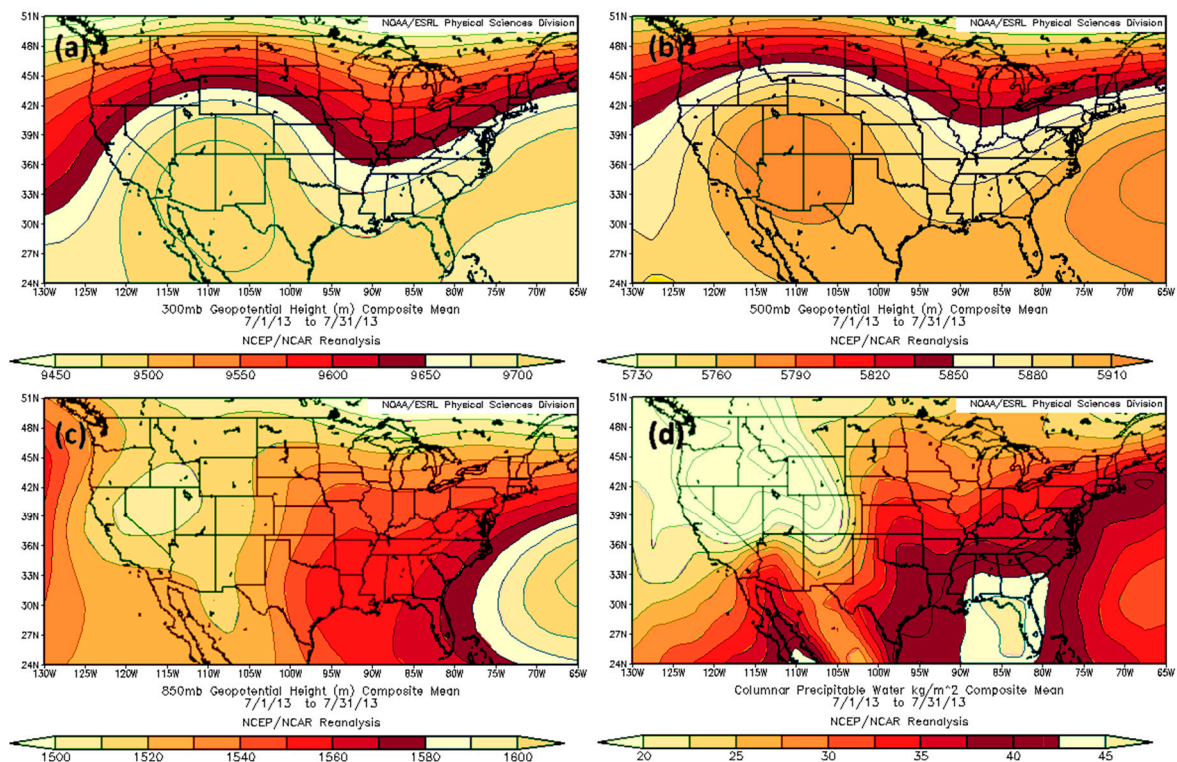 NOAA/ESRL Physical Sciences Division
(a)
51N
48N
45N
42N
39N
36N
33N
30N
27N
24N
130W 125W 120W 115W 110W 105W 100W 95W 90W 85W 80W 75W 70W 65W
300mb Geopotential Height (m) Composite Mean
7/1/13 to 7/31/13
NCEP/NCAR Reanalysis
9450 9500 9550 9600 9650 9700
NOAA/ESRL Physical Sciences Division
(b)
51N
48N
45N
42N
39N
36N
33N
30N
27N
24N
130W 125W 120W 115W 110W 105W 100W 95W 90W 85W 80W 75W 70W 65W
500mb Geopotential Height (m) Composite Mean
7/1/13 to 7/31/13
NCEP/NCAR Reanalysis
5730 5760 5790 5820 5850 5880 5910
NOAA/ESRL Physical Sciences Division
(c)
51N
48N
45N
42N
39N
36N
33N
30N
27N
24N
130W 125W 120W 115W 110W 105W 100W 95W 90W 85W 80W 75W 70W 65W
850mb Geopotential Height (m) Composite Mean
7/1/13 to 7/31/13
NCEP/NCAR Reanalysis
1500 1520 1540 1560 1580 1600
NOAA/ESRL Physical Sciences Division
(d)
51N
48N
45N
42N
39N
36N
33N
30N
27N
24N
130W 125W 120W 115W 110W 105W 100W 95W 90W 85W 80W 75W 70W 65W
Columnar Precipitable Water kg/m^2 Composite Mean
7/1/13 to 7/31/13
NCEP/NCAR Reanalysis
20 25 30 35 40 45